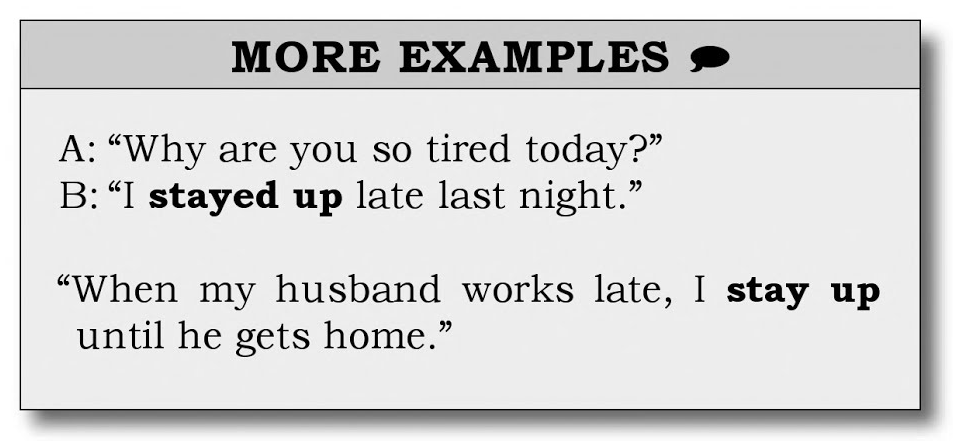 MORE EXAMPLES
A: “Why are you so tired today?”
B: “I stayed up late last night.”
“When my husband works late, I stay up
until he gets home.”